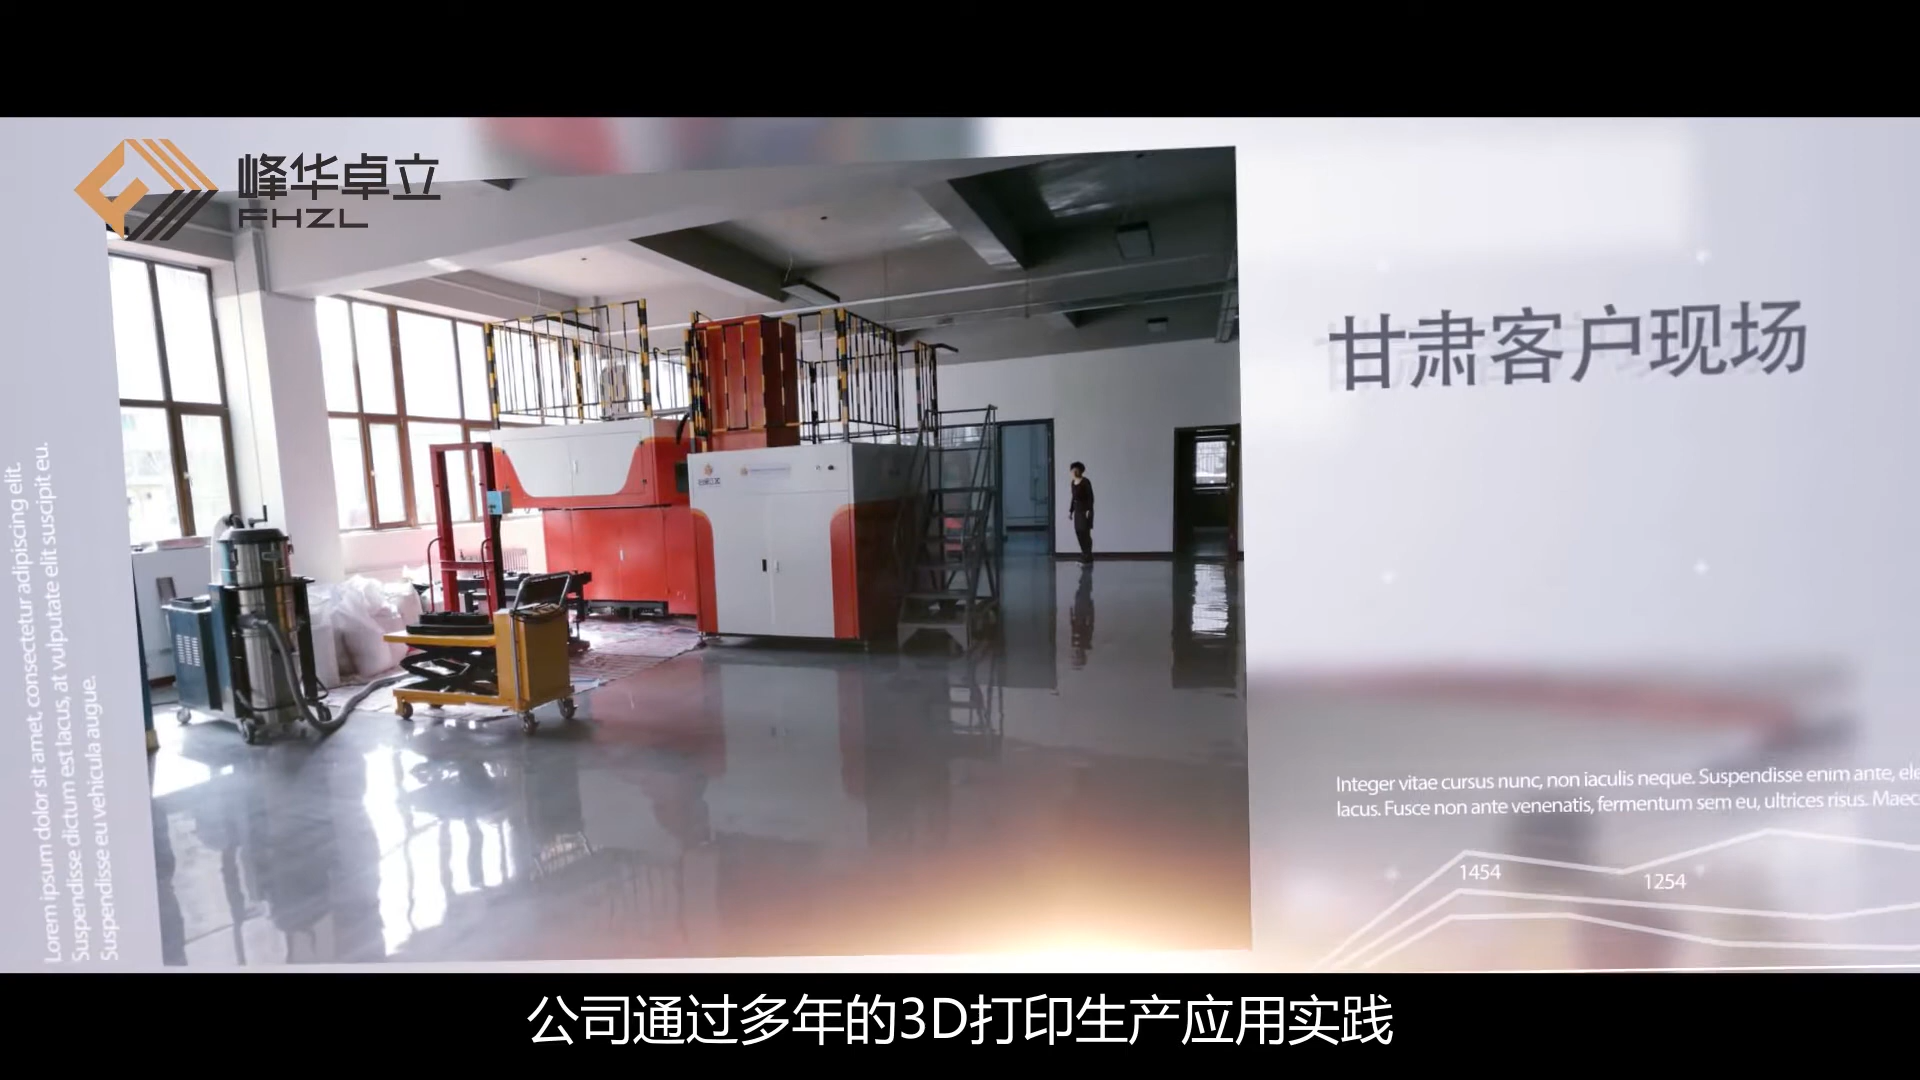 峰华卓立
FHZL
甘肃客户现场
Lorem ipsum dolor sit amet, consectetur adipiscing elit.
Suspendisse dictum est lacus, at vulputate elit suscipit eu.
Suspendisse eu vehicula augue.
Integer vitae cursus nunc, non iaculis neque. Suspendisse enim ante, ele
lacus. Fusce non ante venenatis, fermentum sem eu, ultrices risus. Maec
1454
1254
公司通过多年的3D打印生产应用实践